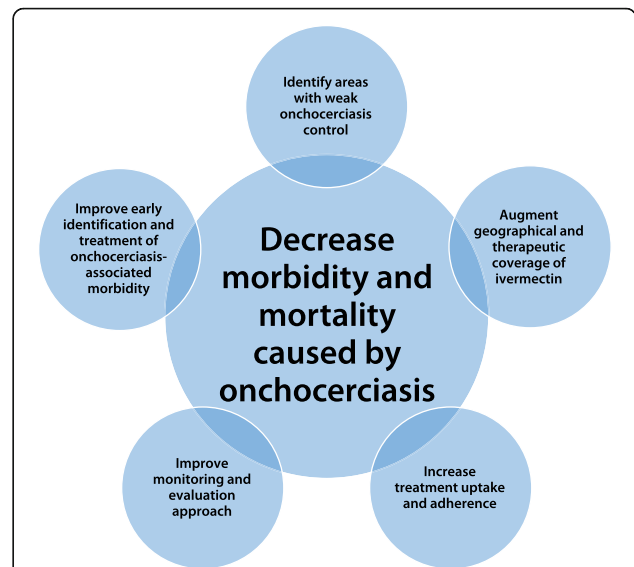 Identify areas
with weak
onchocerciasis
control
Augment
geographical and
therapeutic
coverage of
ivermectin
Increase
treatment uptake
and adherence
Improve
monitoring and
evaluation
approach
Improve early
identification and
treatment of
onchocerciasis-
associated
morbidity
Decrease
morbidity and
mortality
caused by
onchocerciasis